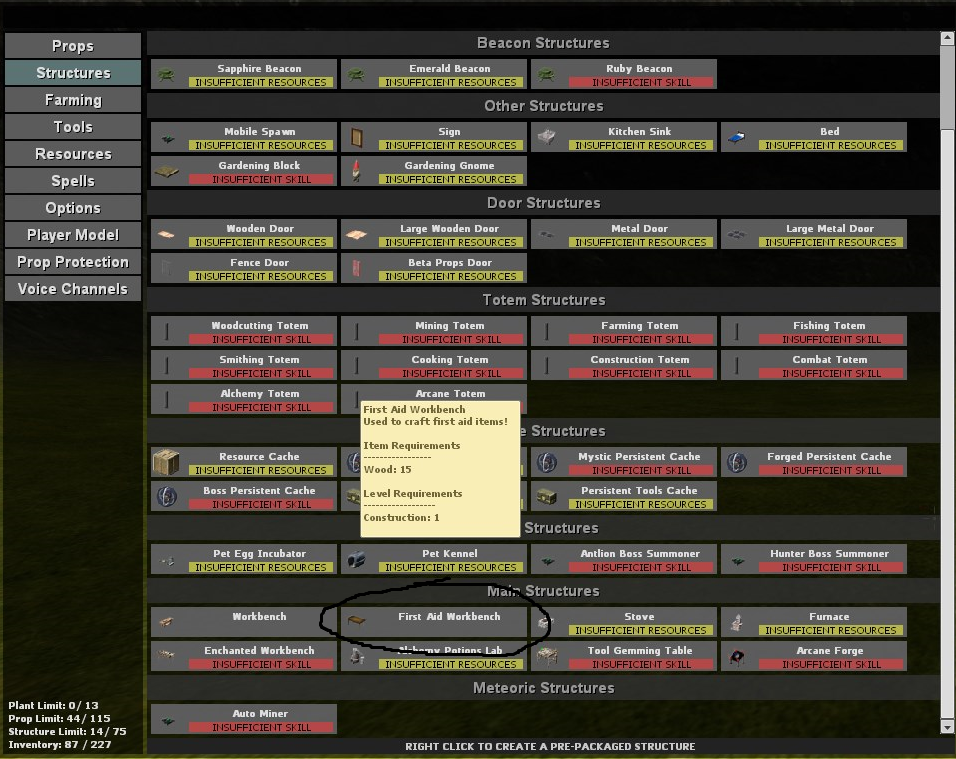 Props
Structures
Farming
Tools
Resources
Spells
Options
Player Model
Prop Protection
Voice Channels
Plant Limit: 0/ 13
Prop Limit: 44/ 115
Structure Limit: 14/ 75
Inventory: 87 / 227
Beacon Structures
Sapphire Beacon
INSUFFICIENT RESOURCES
Emerald Beacon
INSUFFICIENT RESOURCES
Ruby Beacon
INSUFFICIENT SKILL
Other Structures
Mobile Spawn
INSUFFICIENT RESOURCES
Sign
INSUFFICIENT RESOURCES
Kitchen Sink
INSUFFICIENT RESOURCES
Bed
INSUFFICIENT RESOURCES
Gardening Block
INSUFFICIENT SKILL
Gardening Gnome
INSUFFICIENT RESOURCES
Door Structures
Wooden Door
INSUFFICIENT RESOURCES
Large Wooden Door
INSUFFICIENT RESOURCES
Metal Door
INSUFFICIENT RESOURCES
Large Metal Door
INSUFFICIENT RESOURCES
Fence Door
INSUFFICIENT RESOURCES
Beta Props Door
INSUFFICIENT RESOURCES
Totem Structures
Woodcutting Totem
INSUFFICIENT SKILL
Mining Totem
INSUFFICIENT SKILL
Farming Totem
INSUFFICIENT SKILL
Fishing Totem
INSUFFICIENT SKILL
Smithing Totem
INSUFFICIENT SKILL
Cooking Totem
INSUFFICIENT SKILL
Construction Totem
INSUFFICIENT SKILL
Combat Totem
INSUFFICIENT SKILL
Alchemy Totem
INSUFFICIENT SKILL
Arcane Totem
First Aid Workbench
Used to craft first aid items!
Item Requirements
-----------------
Wood: 15
Level Requirements
------------------
Construction: 1
Structures
Resource Cache
INSUFFICIENT RESOURCES
Mystic Persistent Cache
INSUFFICIENT SKILL
Forged Persistent Cache
INSUFFICIENT SKILL
Boss Persistent Cache
INSUFFICIENT SKILL
Persistent Tools Cache
INSUFFICIENT RESOURCES
Structures
Pet Egg Incubator
INSUFFICIENT RESOURCES
Pet Kennel
INSUFFICIENT RESOURCES
Antlion Boss Summoner
INSUFFICIENT SKILL
Hunter Boss Summoner
INSUFFICIENT SKILL
Main Structures
Workbench
First Aid Workbench
Stove
INSUFFICIENT RESOURCES
Furnace
INSUFFICIENT RESOURCES
Enchanted Workbench
INSUFFICIENT SKILL
Alchemy Potions Lab
INSUFFICIENT RESOURCES
Tool Gemming Table
INSUFFICIENT SKILL
Arcane Forge
INSUFFICIENT SKILL
Meteoric Structures
Auto Miner
INSUFFICIENT SKILL
RIGHT CLICK TO CREATE A PRE-PACKAGED STRUCTURE